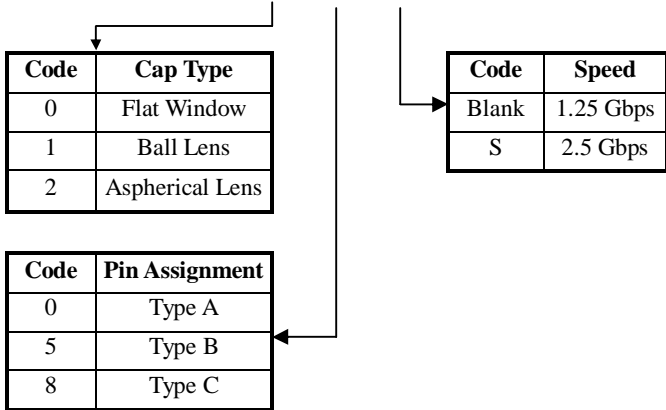 Code Cap Type
0 Flat Window
1 Ball Lens
2 Aspherical Lens
Code Speed
Blank 1.25 Gbps
S 2.5 Gbps
Code Pin Assignment
0 Type A
5 Type B
8 Type C